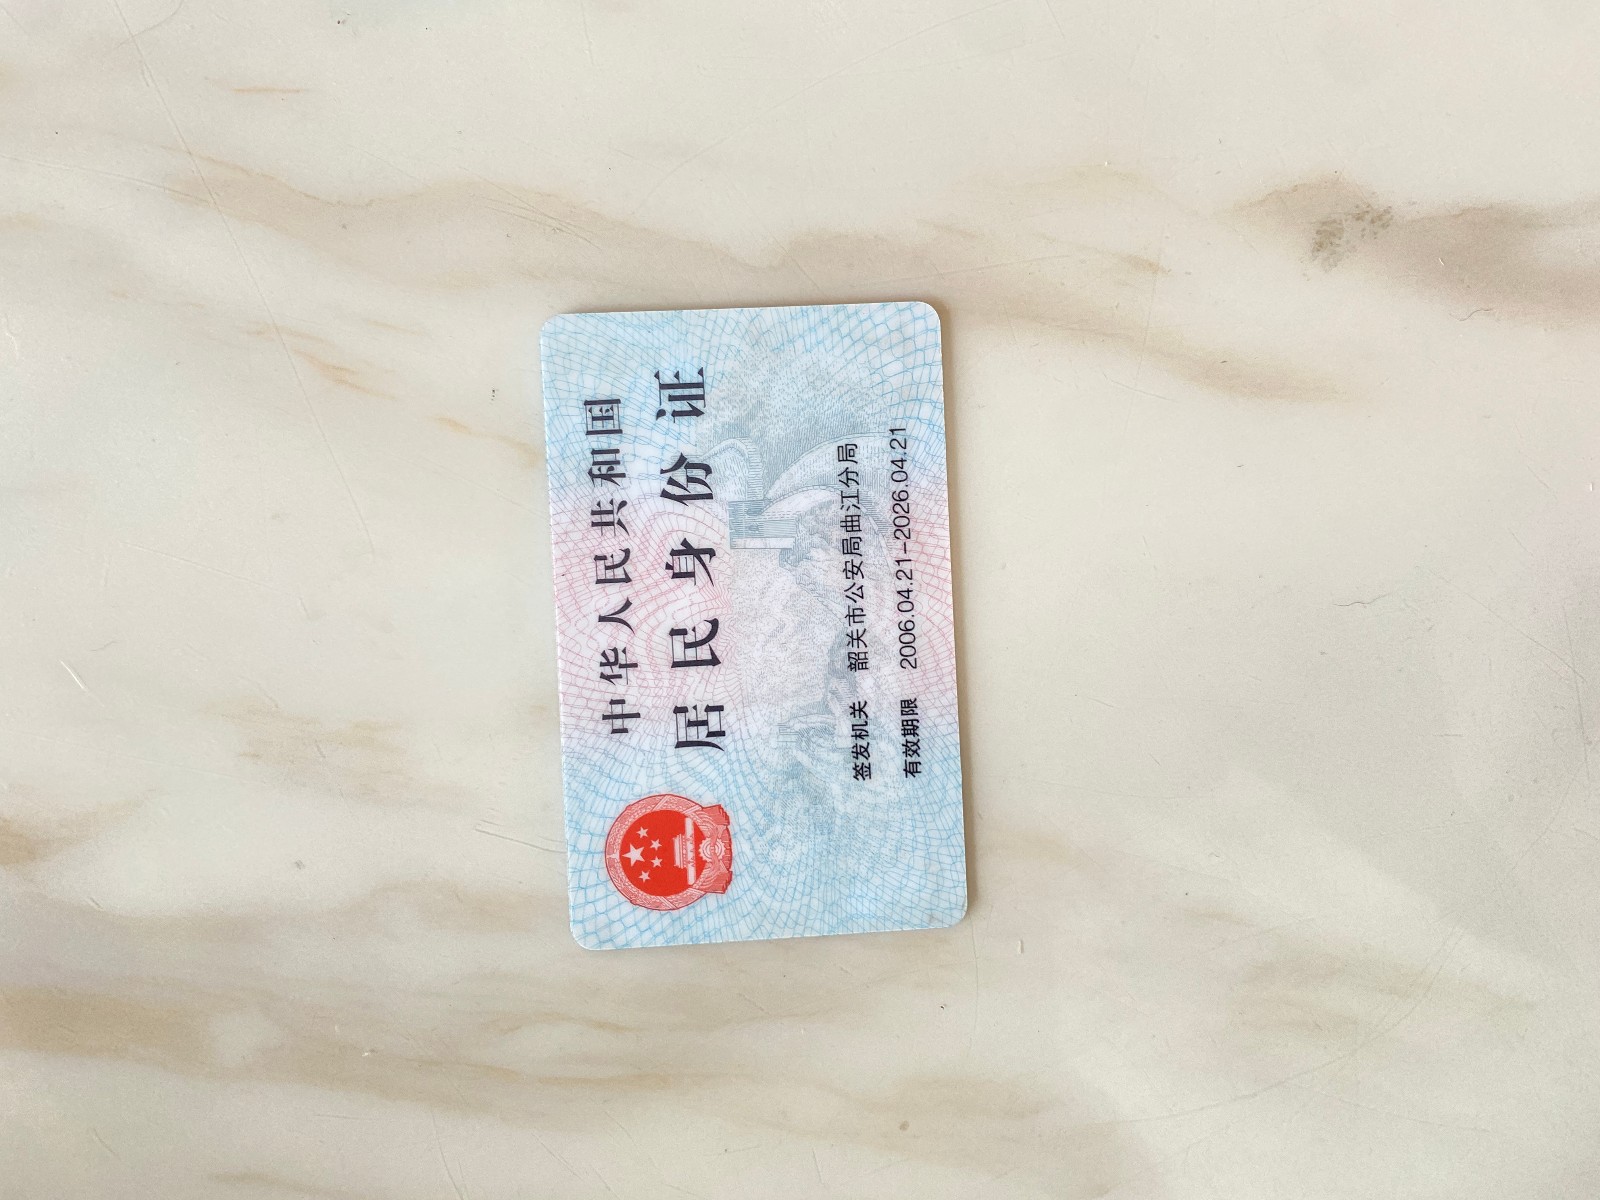 中华人民共和国
居民身份证
签发机关 韶关市公安局曲江分局
有效期限 2006.04.21-2026.04.21